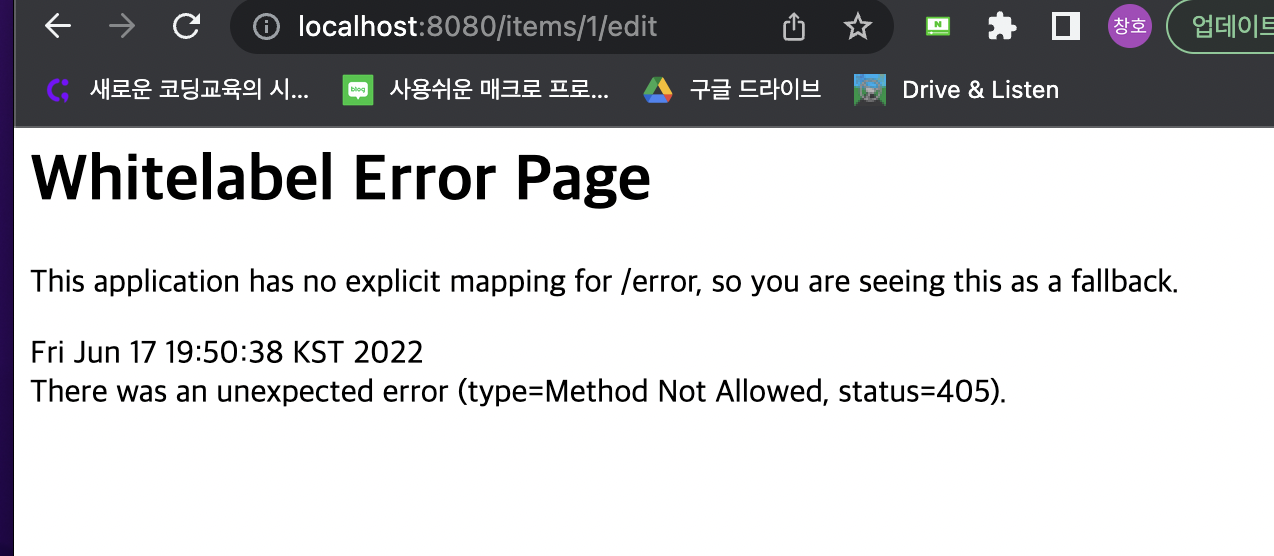 localhost:8080/items/1/edit
창호
업데이트
새로운 코딩교육의 시...
blog
사용쉬운 매크로 프로...
구글 드라이브
Drive & Listen
Whitelabel Error Page
This application has no explicit mapping for /error, so you are seeing this as a fallback.
Fri Jun 17 19:50:38 KST 2022
There was an unexpected error (type=Method Not Allowed, status=405).